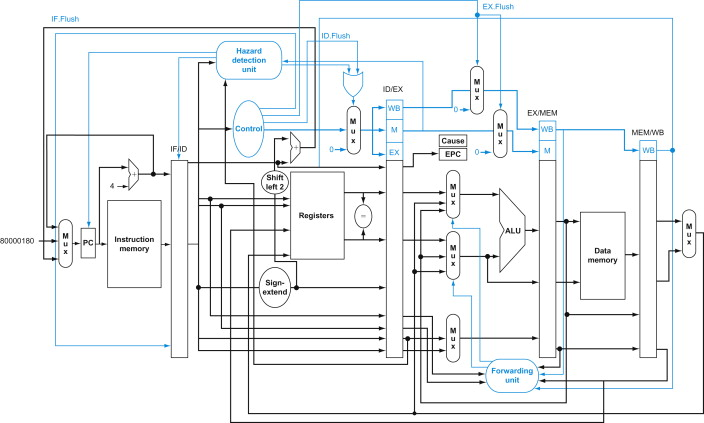 IF.Flush
EX.Flush
ID.Flush
Hazard
detection
unit
ID/EX
M
u
x
WB
0
EX/MEM
Control
M
u
x
M
WB
MEM/WB
0
EX
Cause
EPC
M
u
x
0
M
WB
IF/ID
+
+
Shift
left 2
4
Registers
=
M
u
x
ALU
M
u
x
PC
Instruction
memory
80000180
M
u
x
M
u
x
Data
memory
Sign-
extend
M
u
x
Forwarding
unit